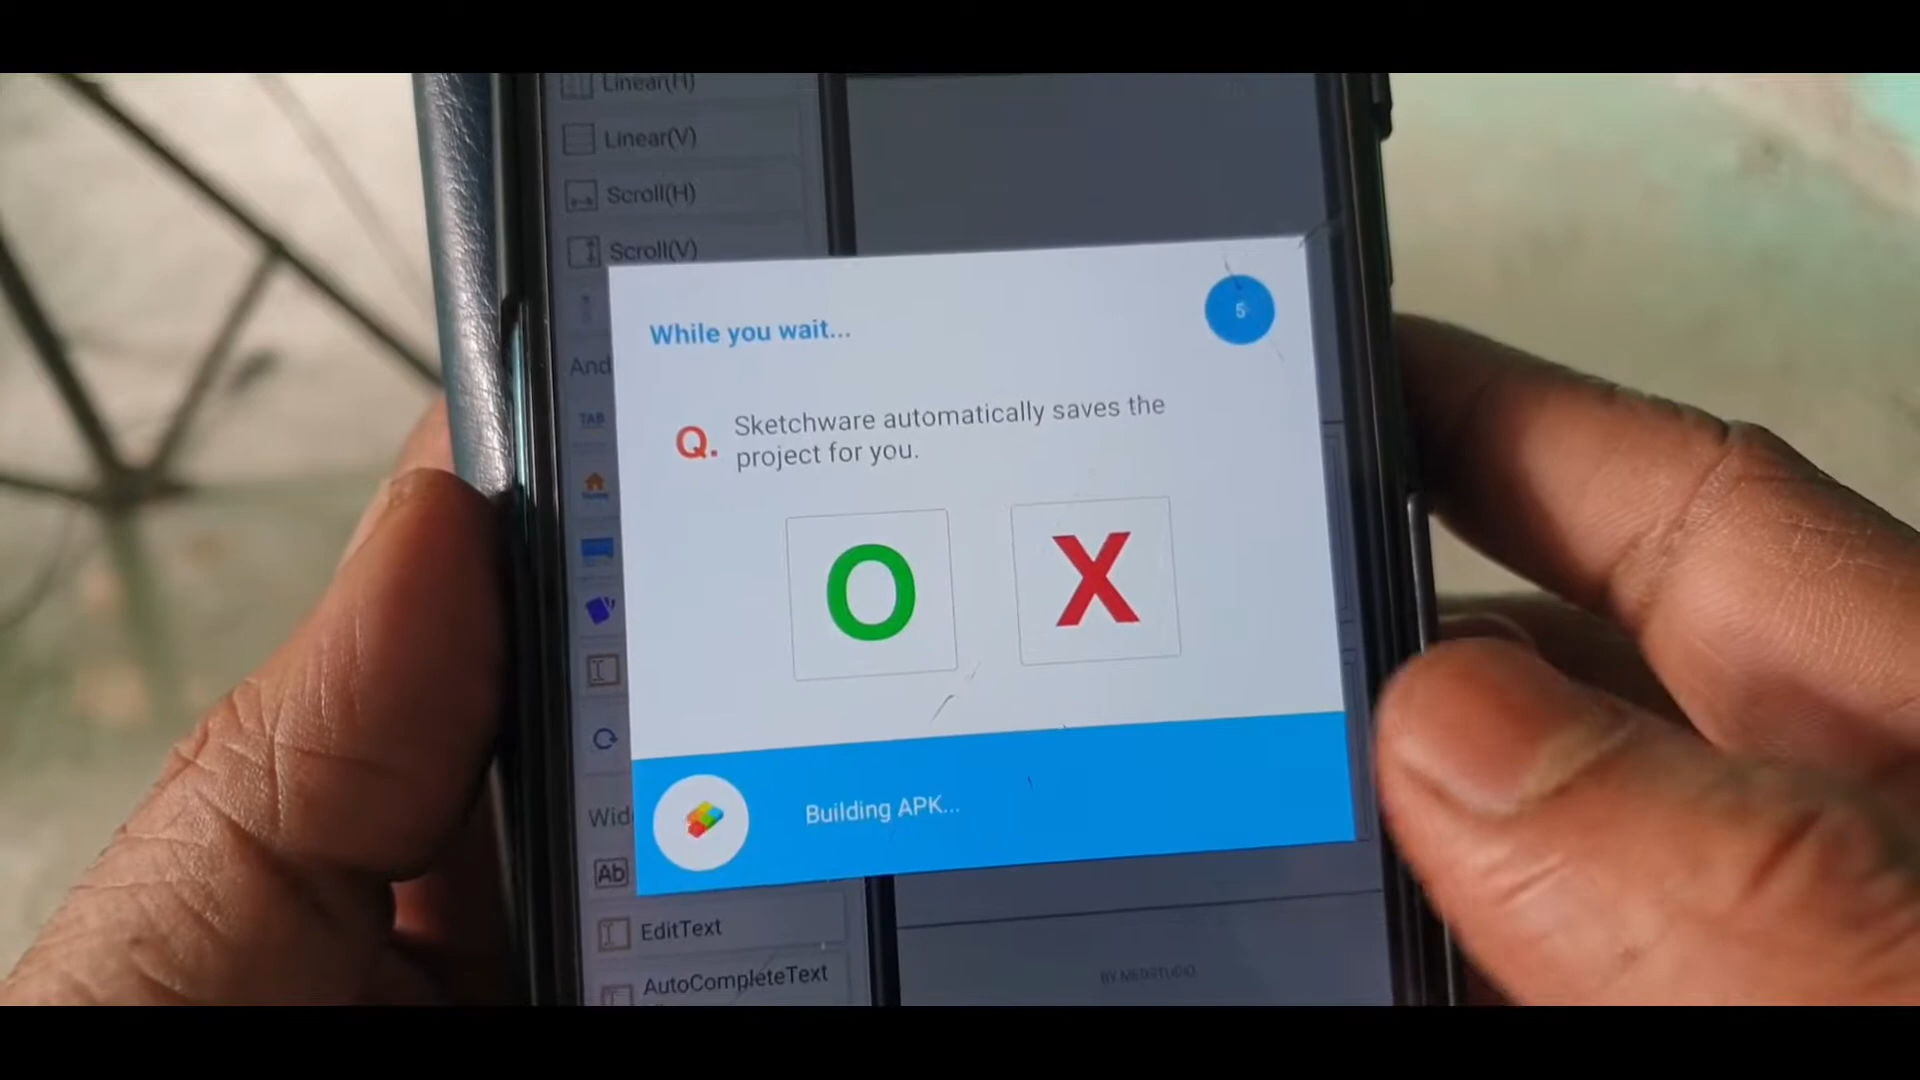 Linear(H)
Linear(V)
Scroll(H)
Scroll(V)
While you wait...
5
And
TAB
Q. Sketchware automatically saves the
project for you.
Home
O X
Building APK...
Wid
Ab
EditText
AutoCompleteText